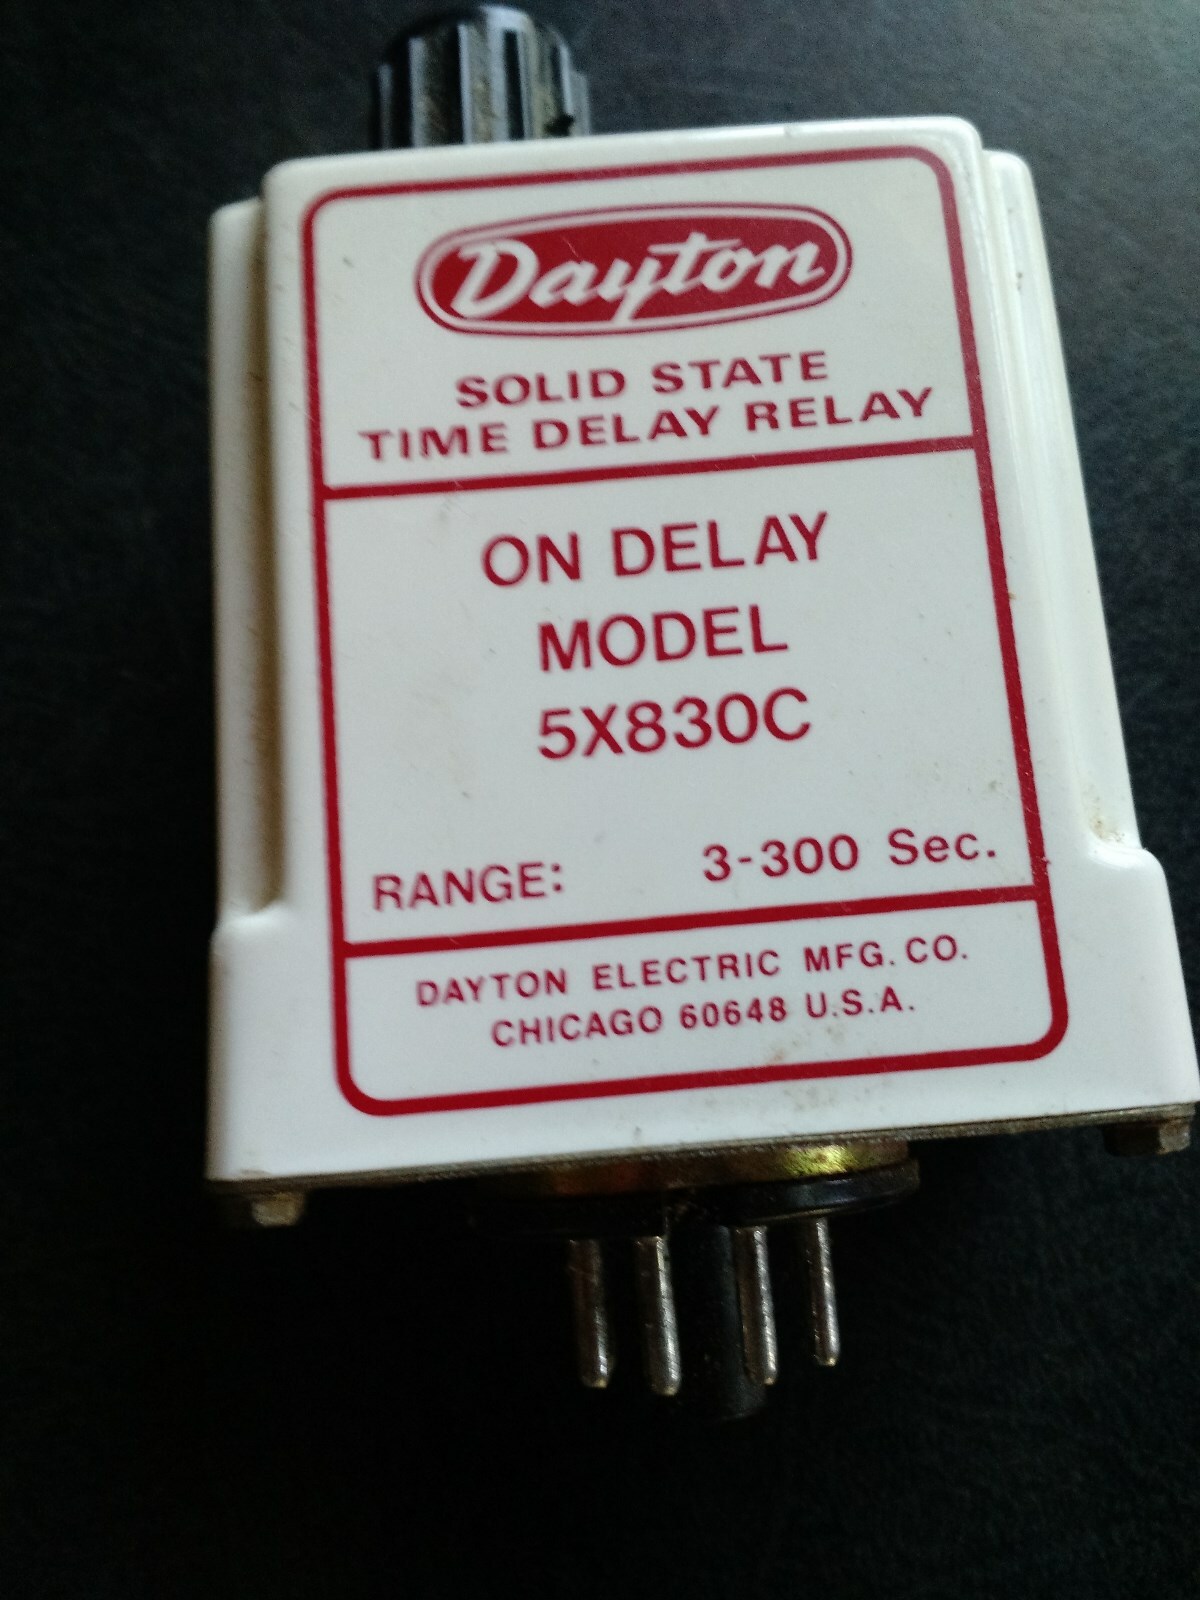 Dayton
SOLID STATE
TIME DELAY RELAY
ON DELAY
MODEL
5X830C
RANGE: 3-300 Sec.
DAYTON ELECTRIC MFG. CO.
CHICAGO 60648 U.S.A.